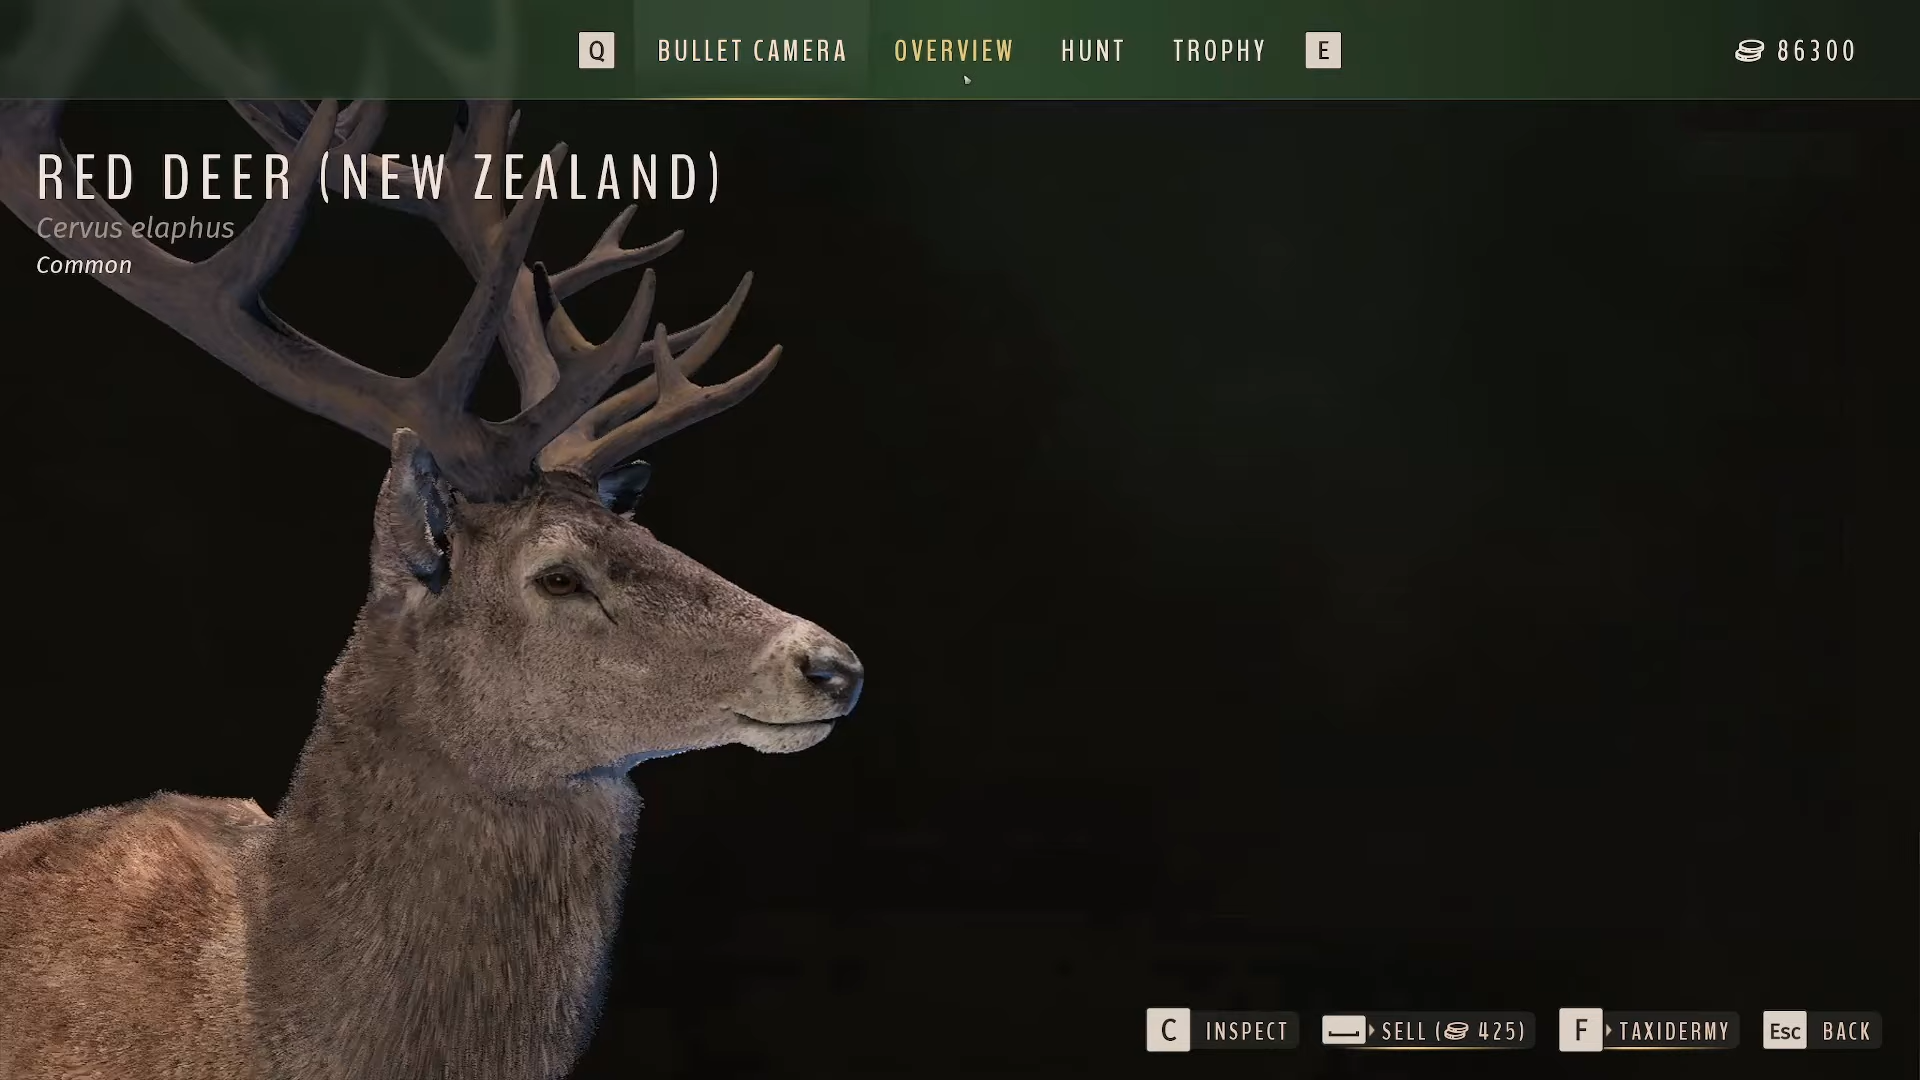 Q BULLET CAMERA OVERVIEW HUNT TROPHY E 86300
RED DEER (NEW ZEALAND)
Cervus elaphus
Common
C INSPECT SELL ( 425) F TAXIDERMY Esc BACK